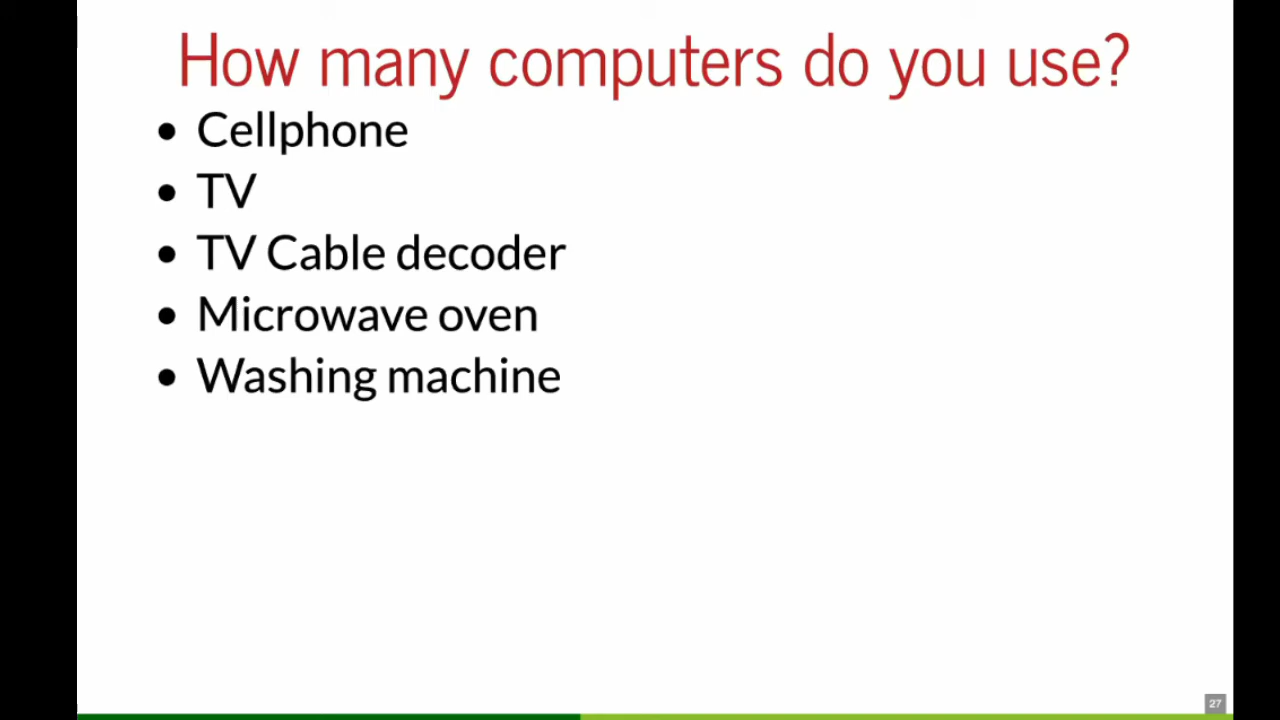 How many computers do you use?
• Cellphone
• TV
• TV Cable decoder
• Microwave oven
• Washing machine
27